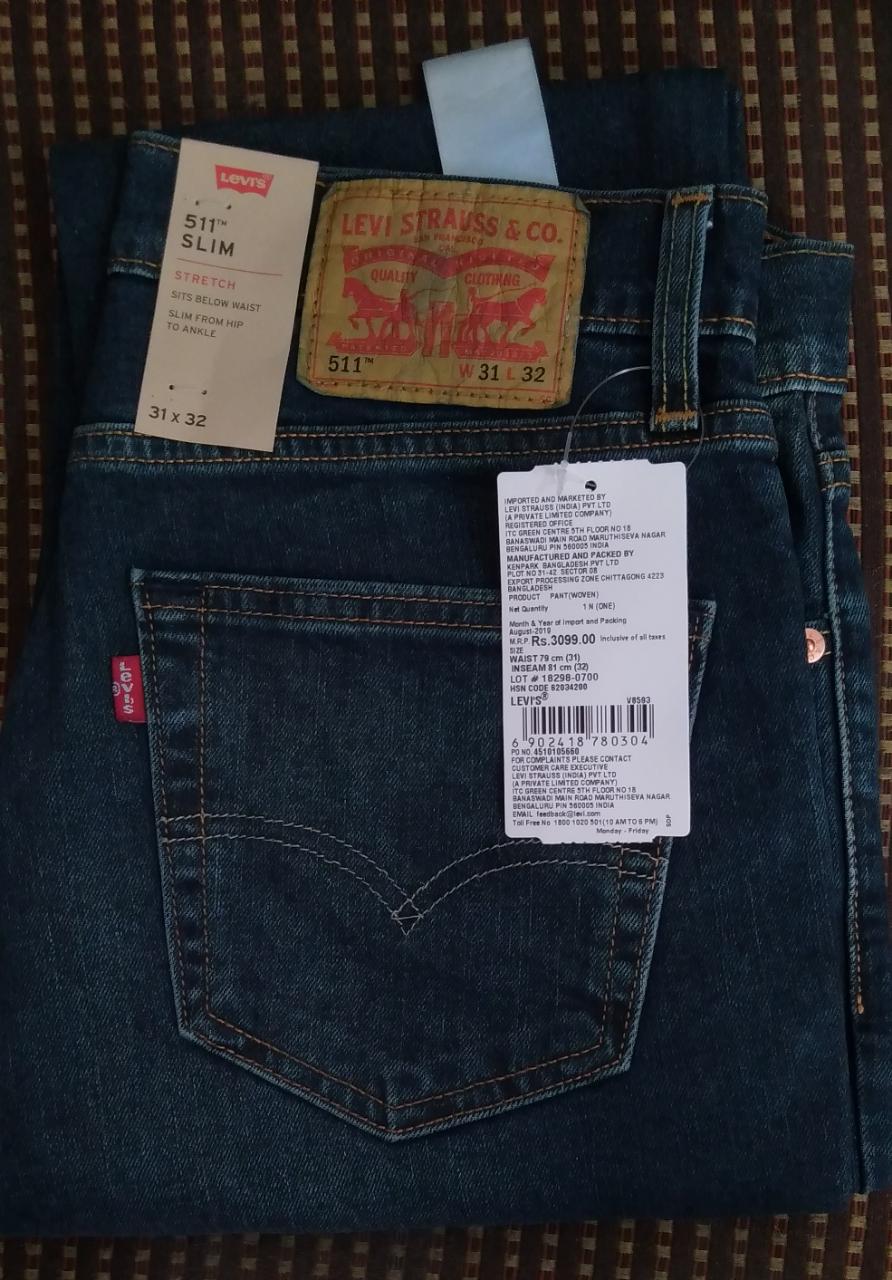 Levi's®
511™
SLIM
STRETCH
SITS BELOW WAIST
SLIM FROM HIP
TO ANKLE
31 x 32
LEVI STRAUSS & CO.
SAN FRANCISCO
CAL
ORIGINAL RIVETED
QUALITY CLOTHING
511™ W 31 L 32
IMPORTED AND MARKETED BY
LEVI STRAUSS (INDIA) PVT LTD
(A PRIVATE LIMITED COMPANY)
REGISTERED OFFICE
ITC GREEN CENTRE 5TH FLOOR NO 18
BANASWADI MAIN ROAD MARUTHISEVA NAGAR
BENGALURU PIN 560005 INDIA
MANUFACTURED AND PACKED BY
KENPARK BANGLADESH PVT LTD
PLOT NO 31-42 SECTOR 08
EXPORT PROCESSING ZONE CHITTAGONG 4223
BANGLADESH
PRODUCT PANT(WOVEN)
Net Quantity 1 N (ONE)
Month & Year of Import and Packing
August-2019
M.R.P. Rs.3099.00 Inclusive of all taxes
SIZE
WAIST 79 cm (31)
INSEAM 81 cm (32)
LOT # 18298-0700
HSN CODE 62034200
LEVI'S® V8593
6 902418 780304
PO NO. 4510105660
FOR COMPLAINTS PLEASE CONTACT
CUSTOMER CARE EXECUTIVE
LEVI STRAUSS (INDIA) PVT LTD
(A PRIVATE LIMITED COMPANY)
ITC GREEN CENTRE 5TH FLOOR NO 18
BANASWADI MAIN ROAD MARUTHISEVA NAGAR
BENGALURU PIN 560005 INDIA
EMAIL feedback@levi.com
Toll Free No 1800 1020 501(10 AM TO 6 PM)
Monday - Friday
SDP
LEVI'S
®